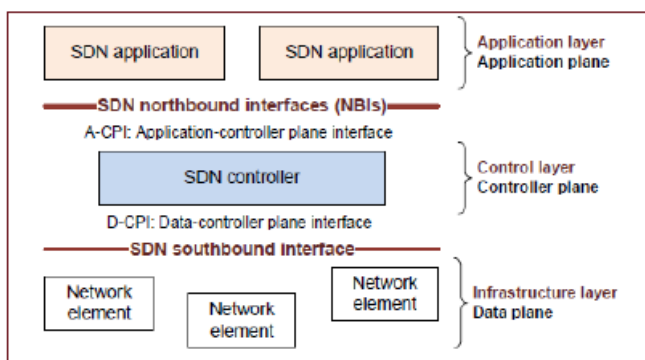 SDN application
SDN application
Application layer
Application plane
SDN northbound interfaces (NBIs)
A-CPI: Application-controller plane interface
SDN controller
Control layer
Controller plane
D-CPI: Data-controller plane interface
SDN southbound interface
Network
element
Network
element
Network
element
Infrastructure layer
Data plane